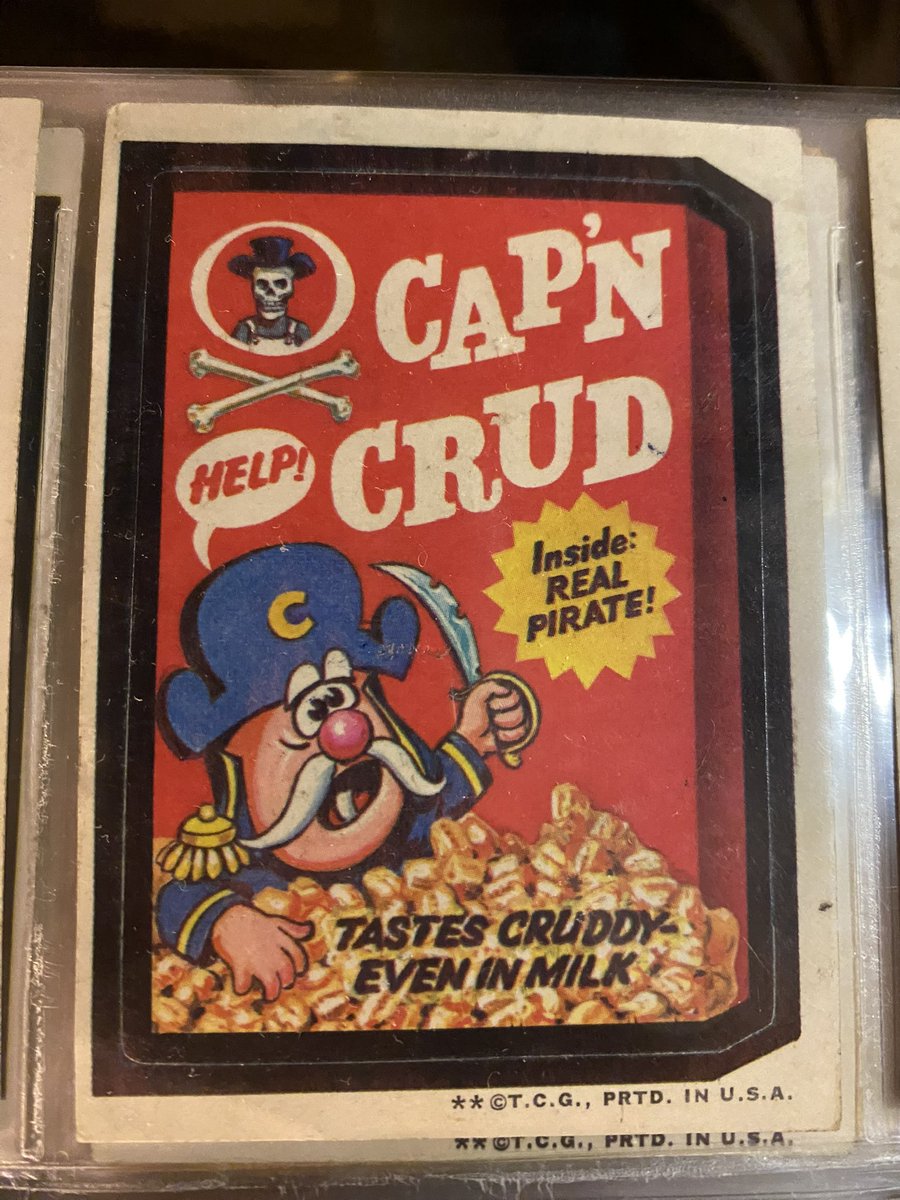 CAP'N
CRUD
HELP!
Inside:
REAL
PIRATE!
C
TASTES CRUDDY-
EVEN IN MILK
**©T.C.G., PRTD. IN U.S.A.
**©T.C.G., PRTD. IN U.S.A.